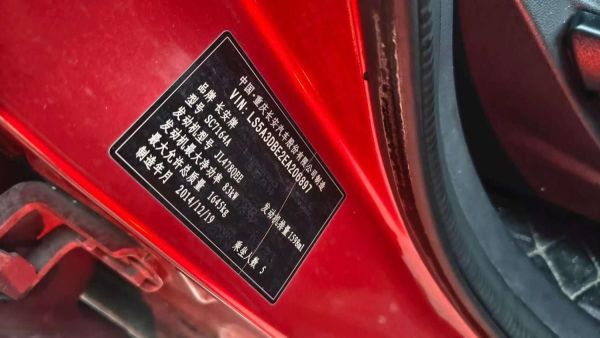 中国·重庆长安汽车股份有限公司制造
VIN: LS5A3DBE2EA206897
品牌 长安牌
型号 SC7164A
发动机型号 JL478QEE
发动机排量 1598ml
发动机最大净功率 83kW
最大允许总质量 1645kg
乘坐人数 5
制造年月 2014/12/19